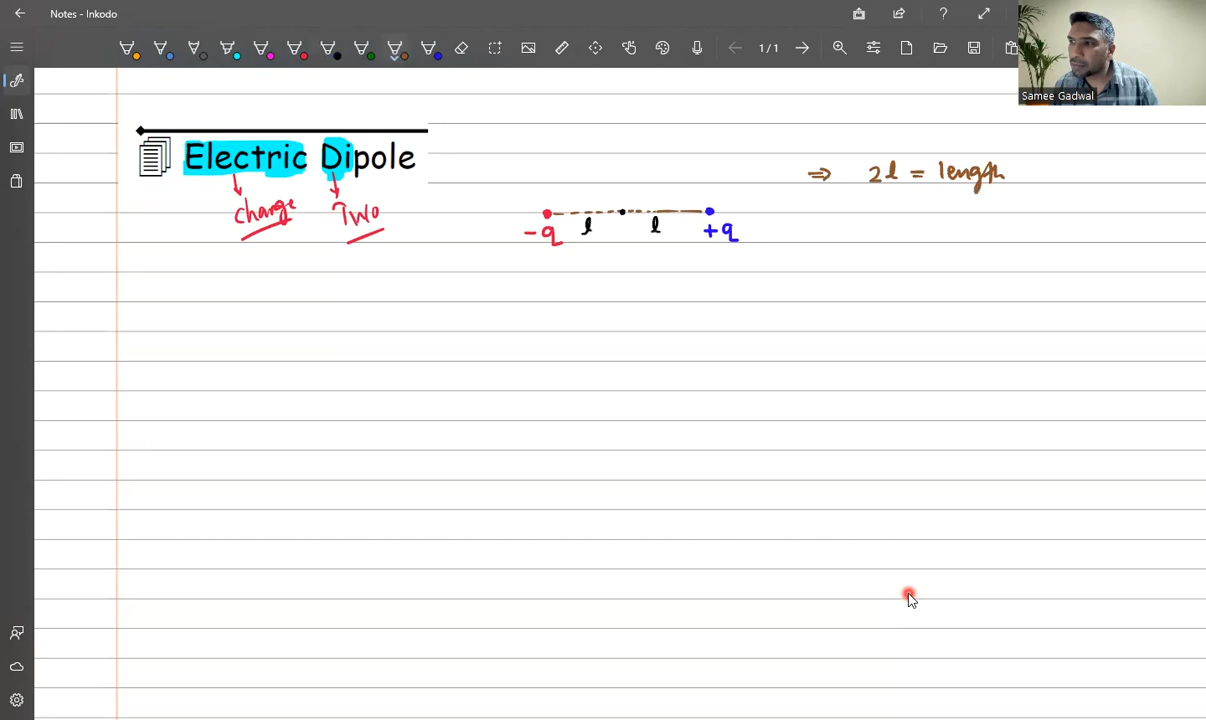 Notes - Inkodo
1 / 1
Samee Gadwal
Electric Dipole
⇒ 2l = length
charge Two
l l
-q +q